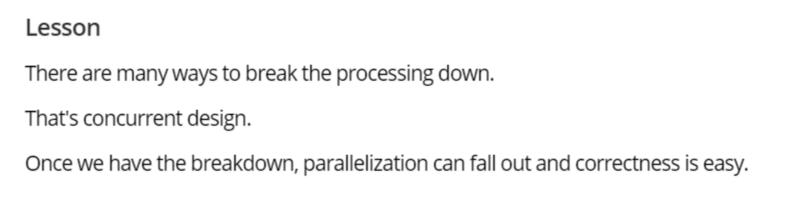 Lesson
There are many ways to break the processing down.
That's concurrent design.
Once we have the breakdown, parallelization can fall out and correctness is easy.